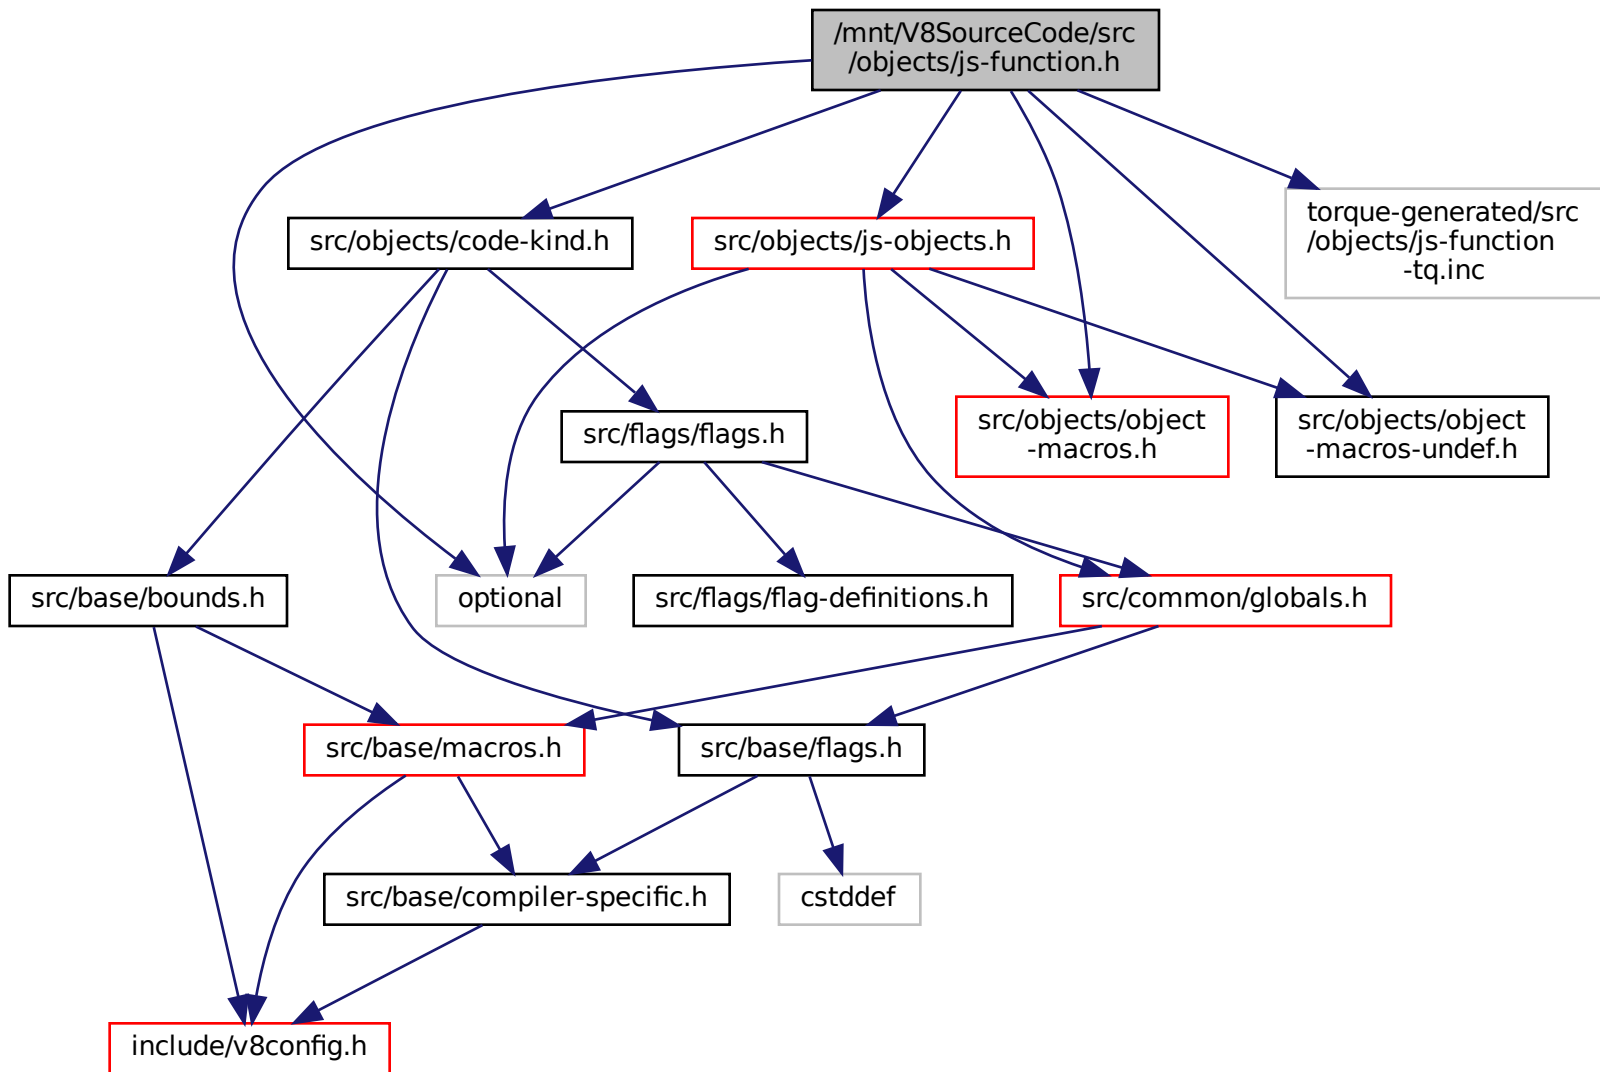 /mnt/V8SourceCode/src
/objects/js-function.h
torque-generated/src
/objects/js-function
-tq.inc
src/objects/code-kind.h
src/objects/js-objects.h
src/flags/flags.h
src/objects/object
-macros.h
src/objects/object
-macros-undef.h
src/base/bounds.h
optional
src/flags/flag-definitions.h
src/common/globals.h
src/base/macros.h
src/base/flags.h
src/base/compiler-specific.h
cstddef
include/v8config.h